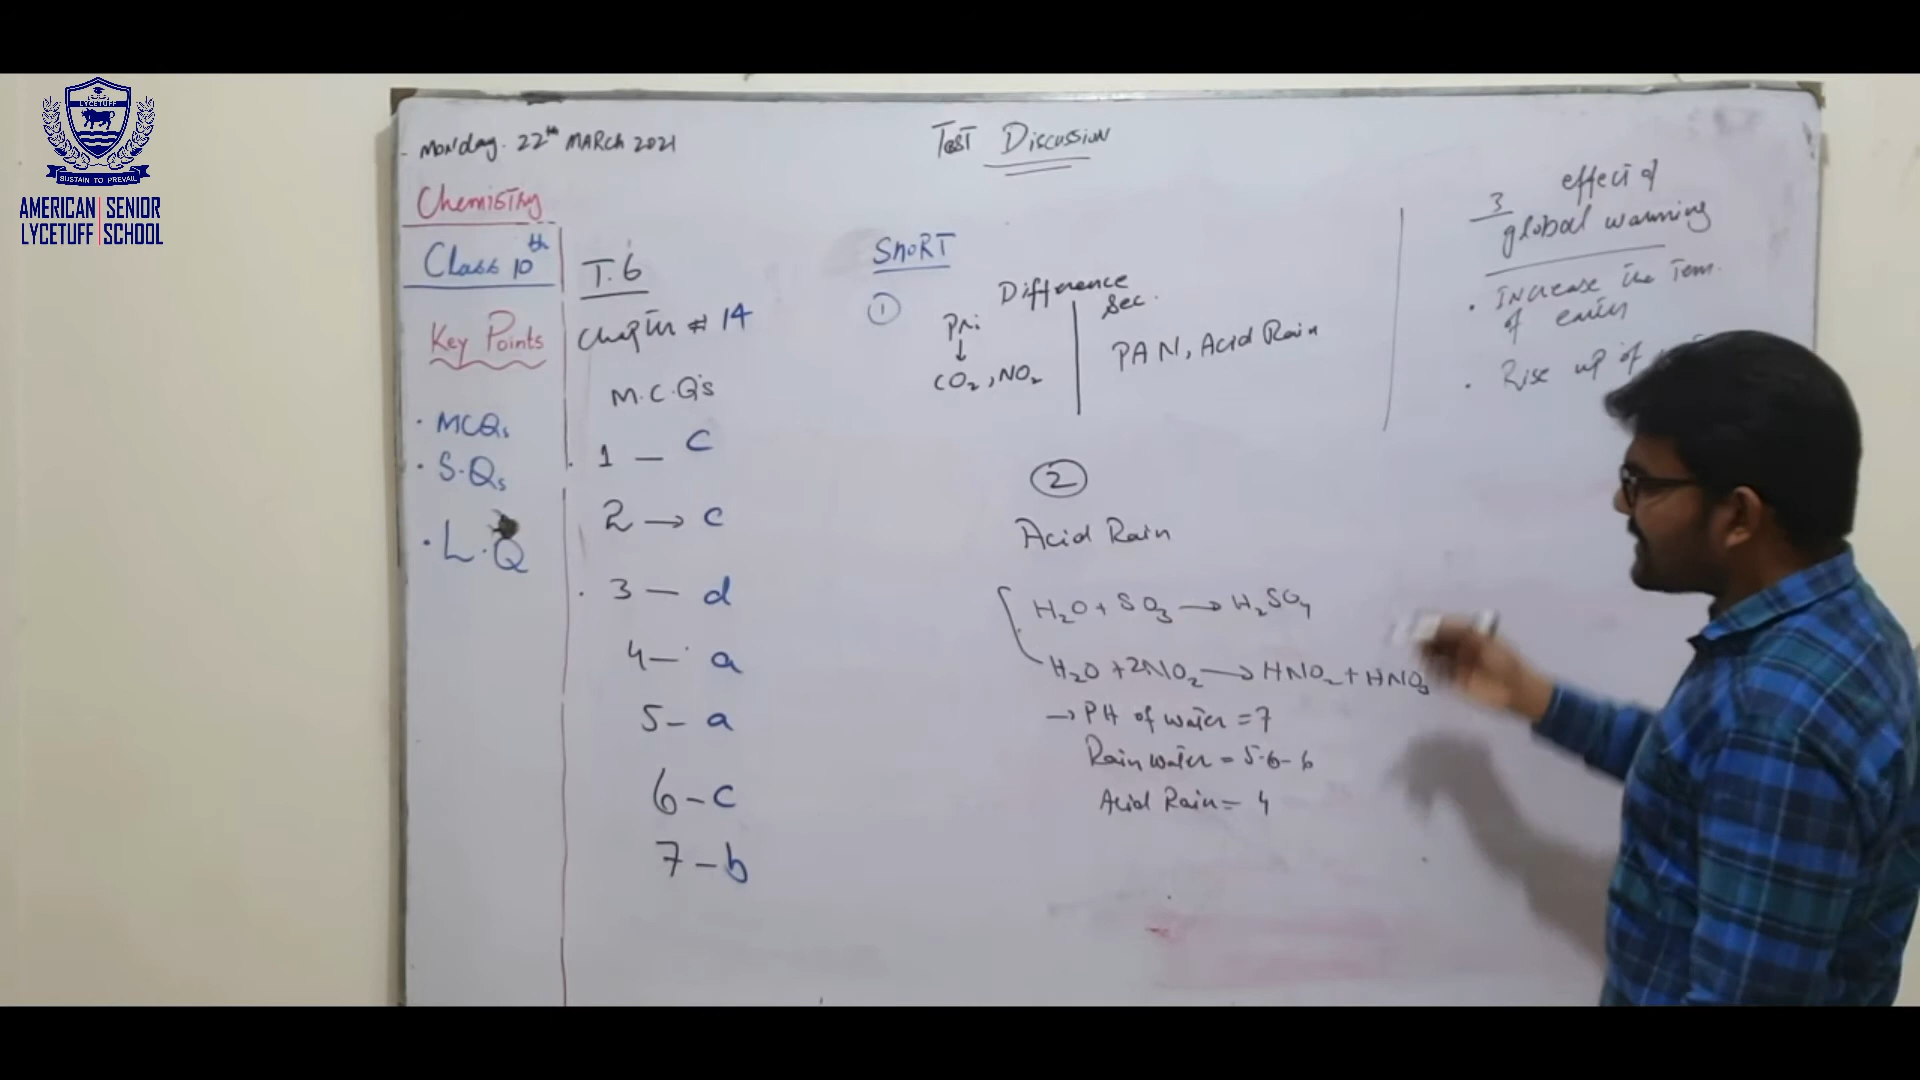 LYCETUFF
SUSTAIN TO PREVAIL
AMERICAN SENIOR
LYCETUFF SCHOOL
Monday. 22th MARCh 2021
Test Discussion
Chemistry
Class 10th
Key Points
• MCQs
• S.Qs
• L.Q
T.6
Chapter # 14
M.C.Q's
1 – c
2 → c
3 – d
4 – a
5 – a
6 – c
7 – b
ShoRT
①
Difference
Pri
Sec.
↓
CO₂, NO₂
PAN, Acid Rain
②
Acid Rain
H₂O + SO₃ → H₂SO₄
H₂O + 2NO₂ → HNO₂ + HNO₃
→ PH of water = 7
Rain water = 5.6 – 6
Acid Rain = 4
3
effect of
global warming
• Increase the Tem.
of earth
• Rise up of